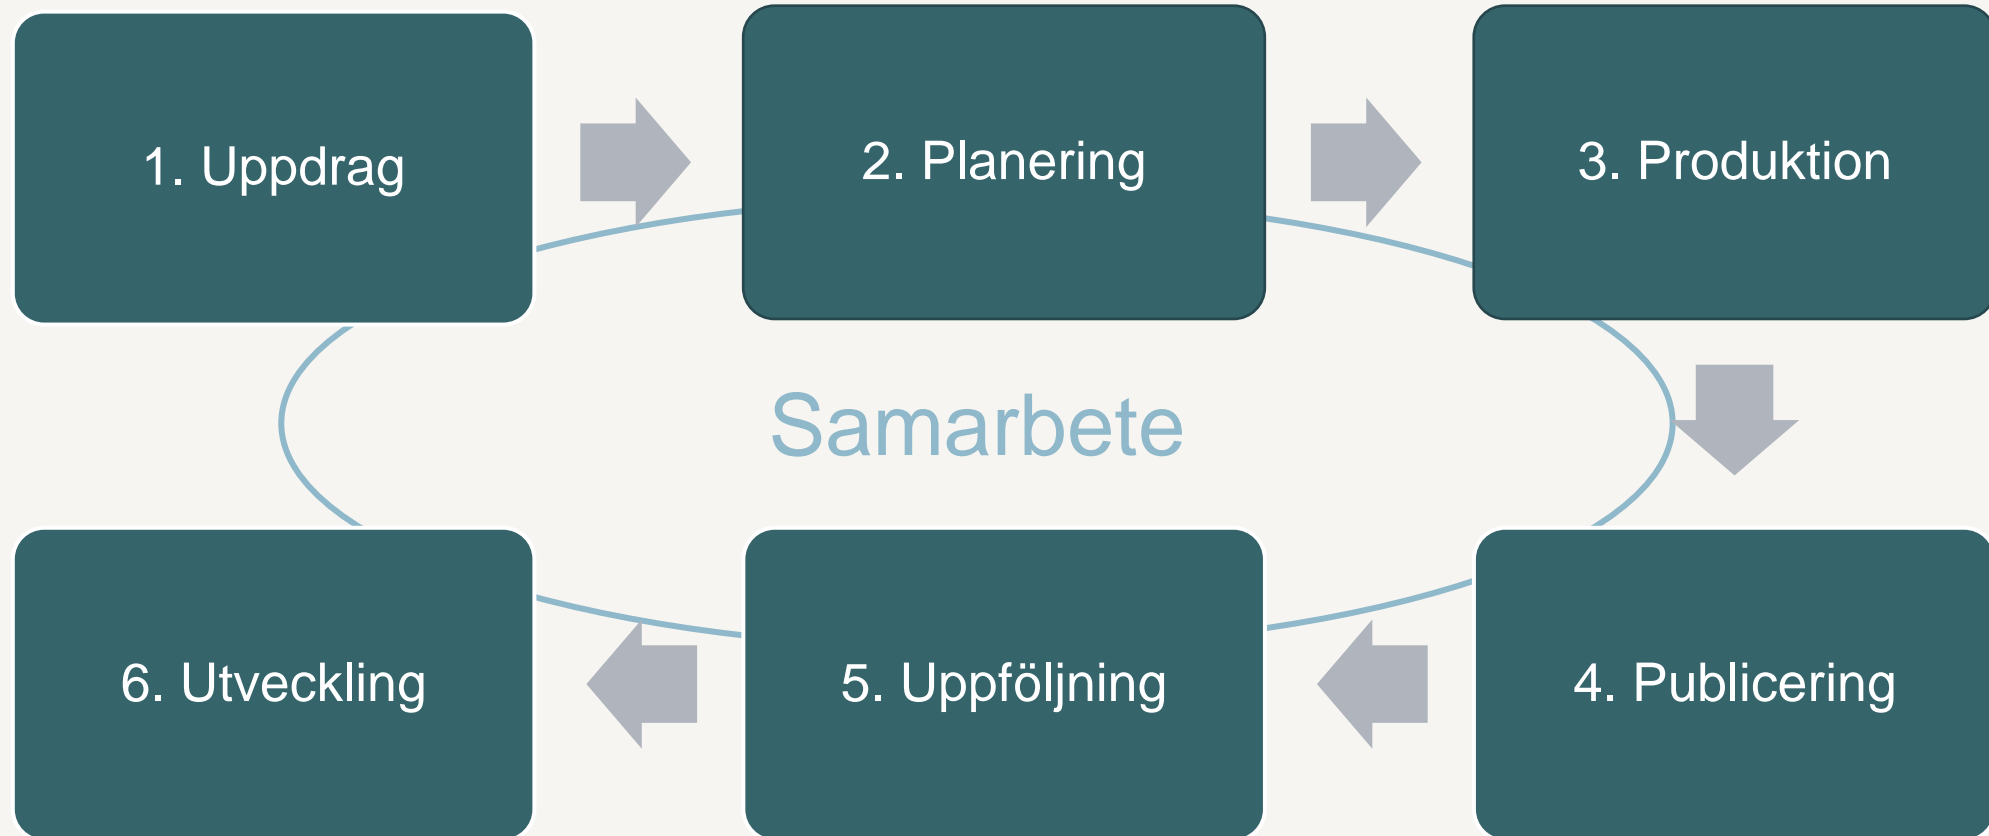 1. Uppdrag
2. Planering
3. Produktion
Samarbete
6. Utveckling
5. Uppföljning
4. Publicering